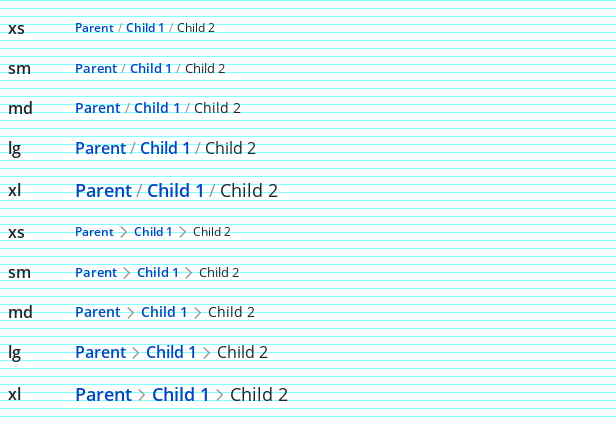 xs Parent / Child 1 / Child 2
sm Parent / Child 1 / Child 2
md Parent / Child 1 / Child 2
lg Parent / Child 1 / Child 2
xl Parent / Child 1 / Child 2
xs Parent > Child 1 > Child 2
sm Parent > Child 1 > Child 2
md Parent > Child 1 > Child 2
lg Parent > Child 1 > Child 2
xl Parent > Child 1 > Child 2